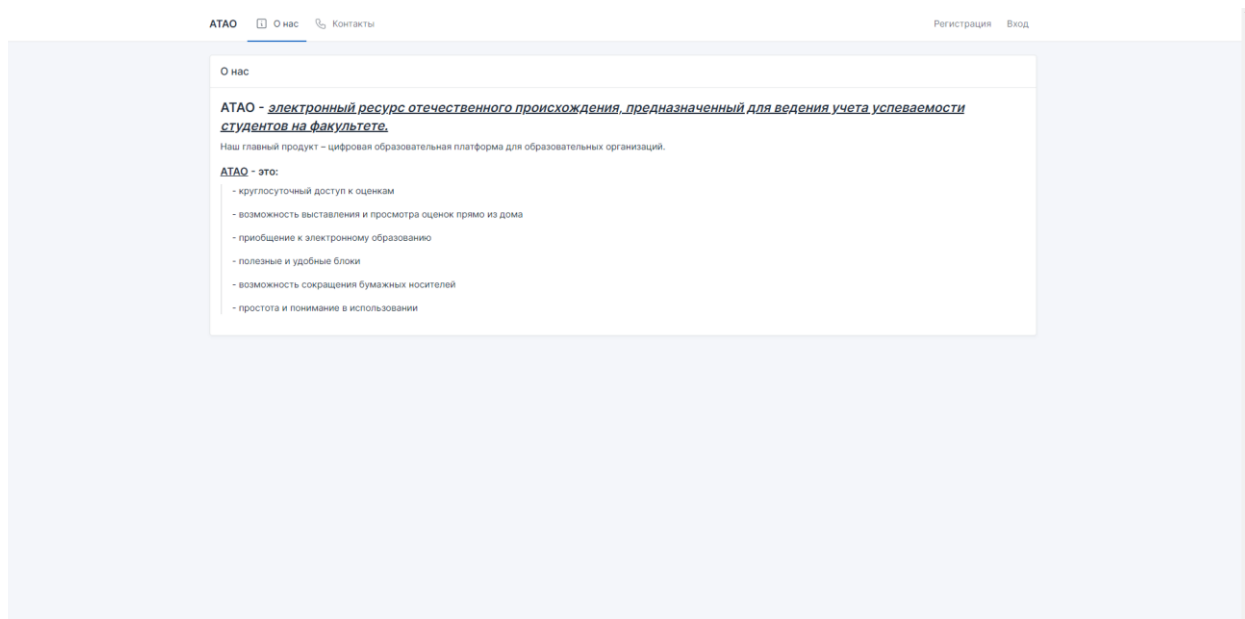 АТАО О нас Контакты Регистрация Вход
О нас
АТАО - электронный ресурс отечественного происхождения, предназначенный для ведения учета успеваемости
студентов на факультете.
Наш главный продукт – цифровая образовательная платформа для образовательных организаций.
АТАО - это:
- круглосуточный доступ к оценкам
- возможность выставления и просмотра оценок прямо из дома
- приобщение к электронному образованию
- полезные и удобные блоки
- возможность сокращения бумажных носителей
- простота и понимание в использовании